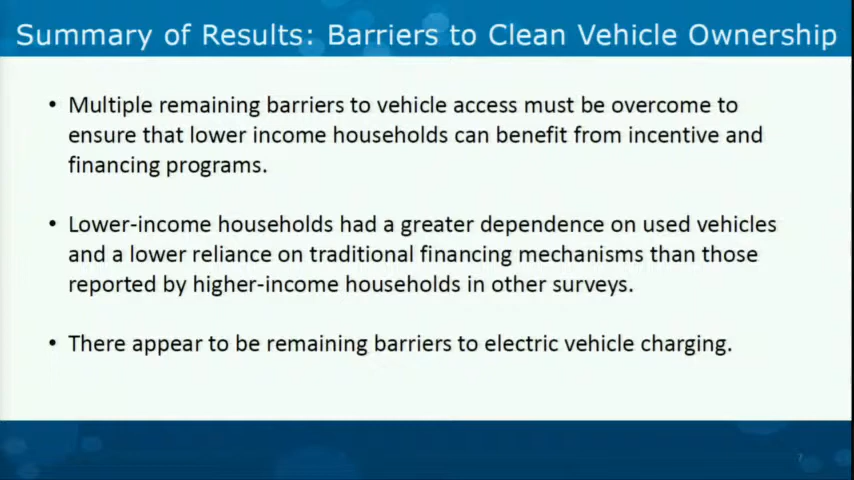 Summary of Results: Barriers to Clean Vehicle Ownership
• Multiple remaining barriers to vehicle access must be overcome to
ensure that lower income households can benefit from incentive and
financing programs.
• Lower-income households had a greater dependence on used vehicles
and a lower reliance on traditional financing mechanisms than those
reported by higher-income households in other surveys.
• There appear to be remaining barriers to electric vehicle charging.
7